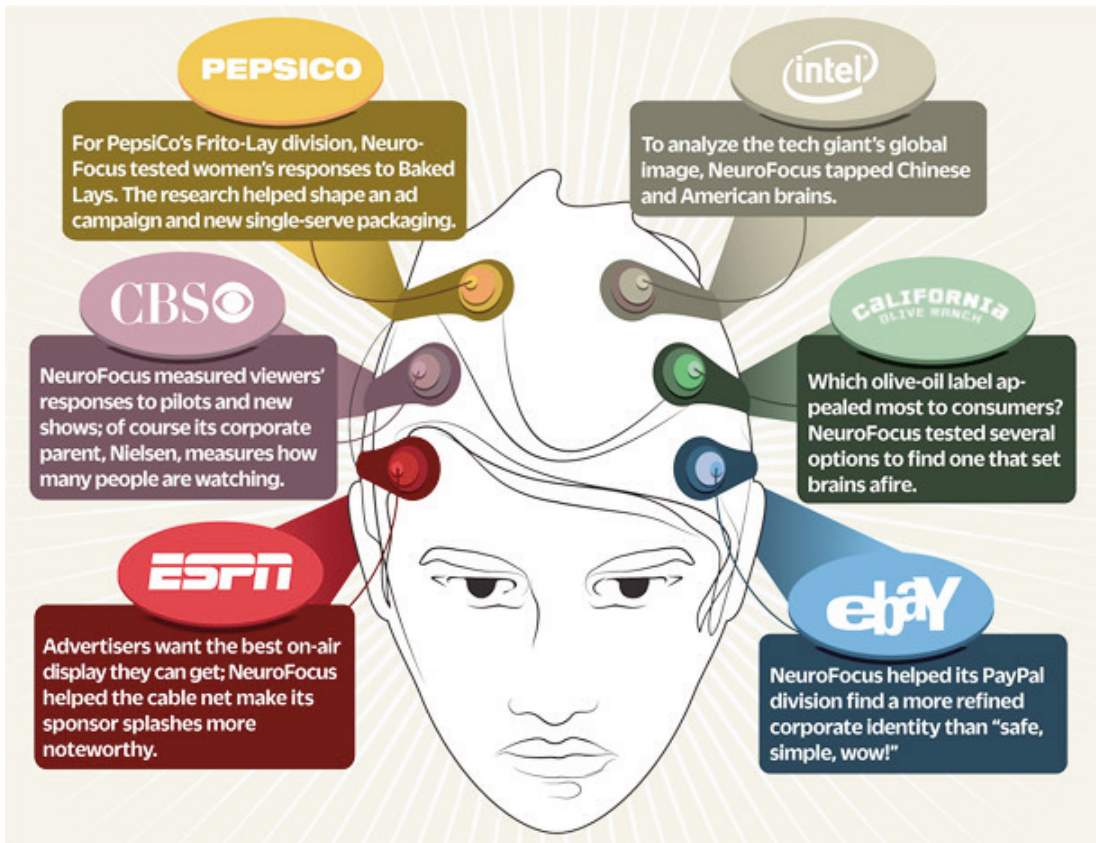 PEPSICO
For PepsiCo's Frito-Lay division, Neuro-
Focus tested women's responses to Baked
Lays. The research helped shape an ad
campaign and new single-serve packaging.
intel
To analyze the tech giant's global
image, NeuroFocus tapped Chinese
and American brains.
CBS
NeuroFocus measured viewers'
responses to pilots and new
shows; of course its corporate
parent, Nielsen, measures how
many people are watching.
CALIFORNIA
OLIVE RANCH
Which olive-oil label ap-
pealed most to consumers?
NeuroFocus tested several
options to find one that set
brains afire.
ESPN
Advertisers want the best on-air
display they can get; NeuroFocus
helped the cable net make its
sponsor splashes more
noteworthy.
ebaY
NeuroFocus helped its PayPal
division find a more refined
corporate identity than “safe,
simple, wow!”